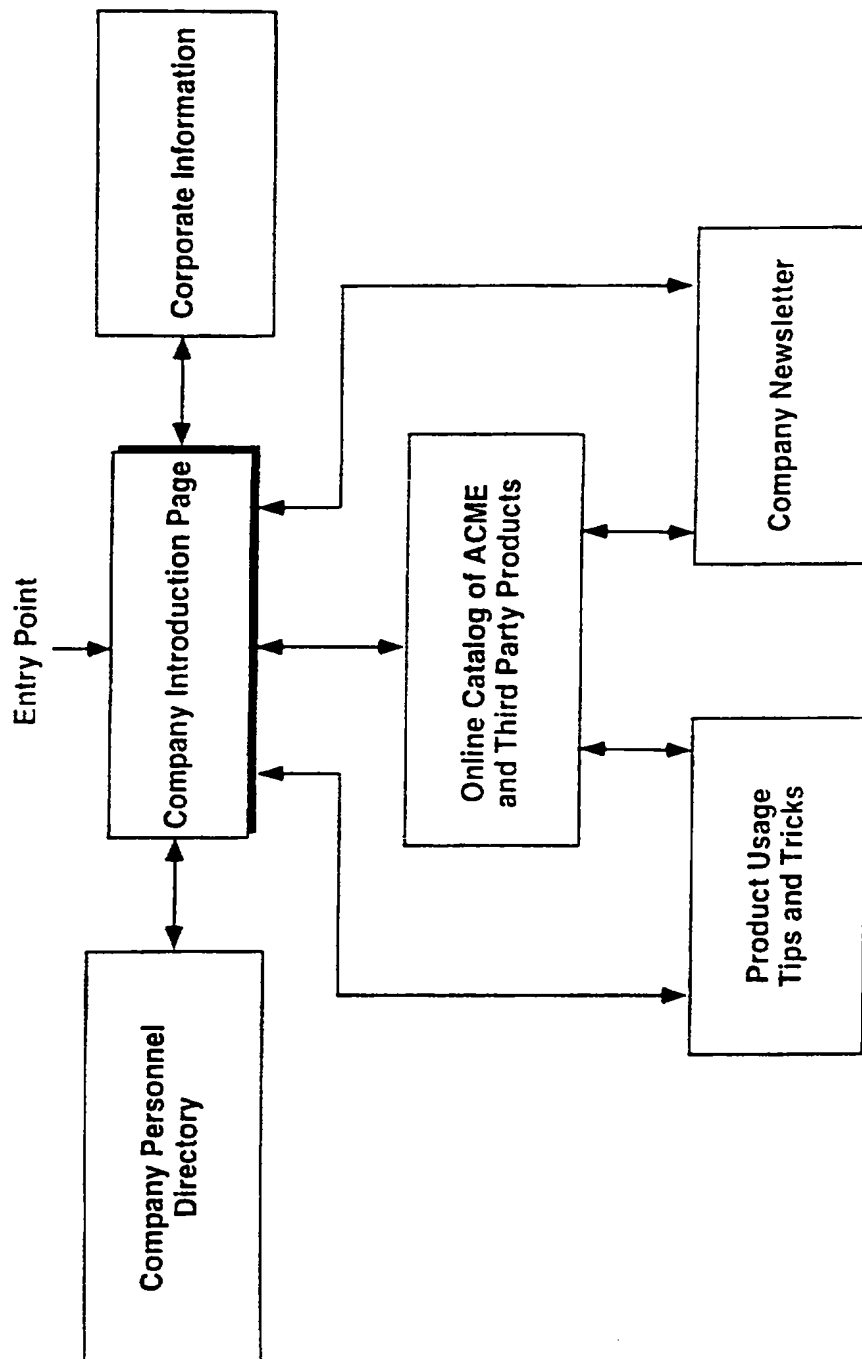 Entry Point
Company Personnel
Directory
Company Introduction Page
Corporate Information
Online Catalog of ACME
and Third Party Products
Product Usage
Tips and Tricks
Company Newsletter